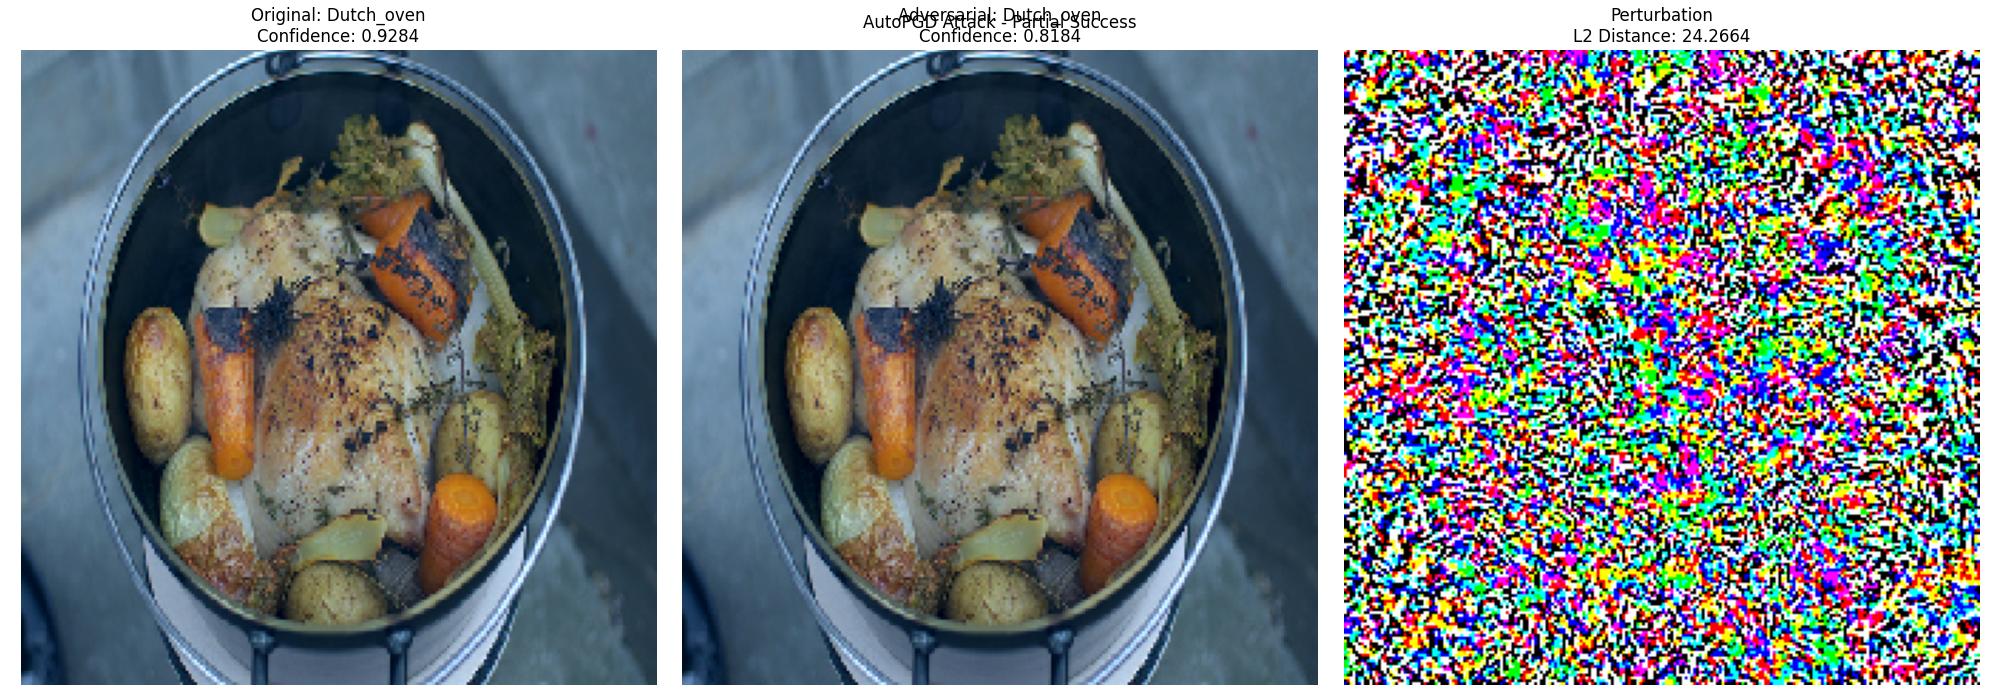 Original: Dutch_oven
Confidence: 0.9284
Adversarial: Dutch_oven
AutoPGD Attack - Partial Success
Confidence: 0.8184
Perturbation
L2 Distance: 24.2664